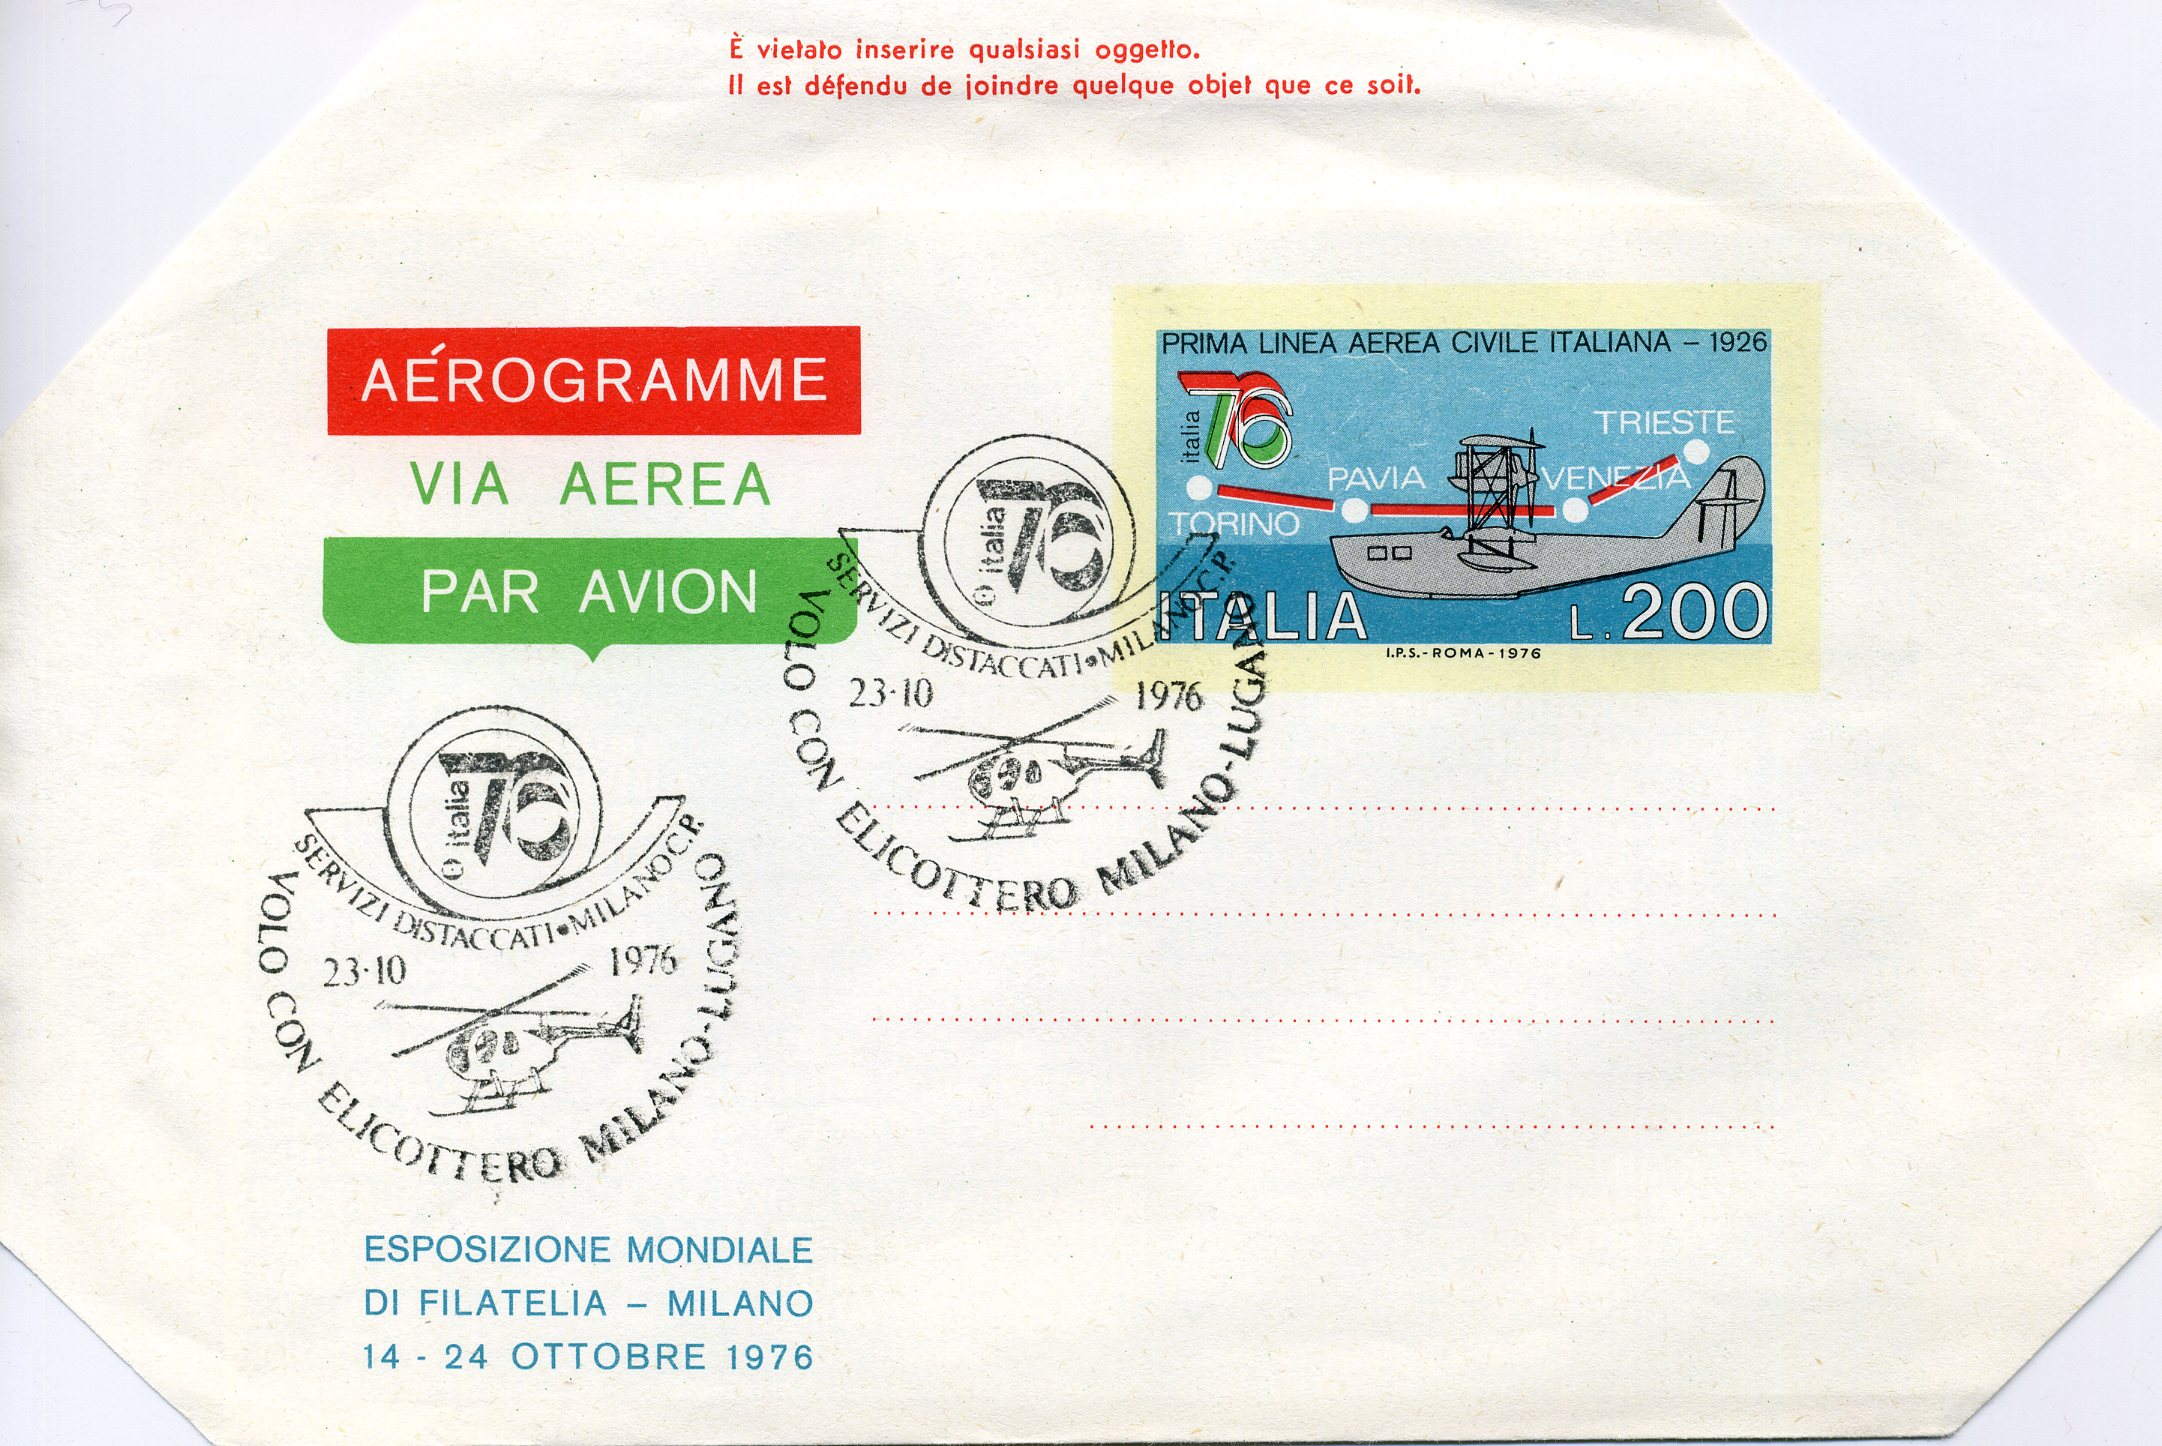 È vietato inserire qualsiasi oggetto.
Il est défendu de joindre quelque objet que ce soit.
AÉROGRAMME
VIA AEREA
PAR AVION
PRIMA LINEA AEREA CIVILE ITALIANA – 1926
italia 76
TRIESTE
PAVIA
VENEZIA
TORINO
ITALIA
L. 200
I.P.S. - ROMA - 1976
italia 76
SERVIZI DISTACCATI • MILANO C.P.
23·10 1976
VOLO CON ELICOTTERO MILANO-LUGANO
italia 76
SERVIZI DISTACCATI • MILANO C.P.
23·10 1976
VOLO CON ELICOTTERO MILANO-LUGANO
ESPOSIZIONE MONDIALE
DI FILATELIA – MILANO
14 - 24 OTTOBRE 1976